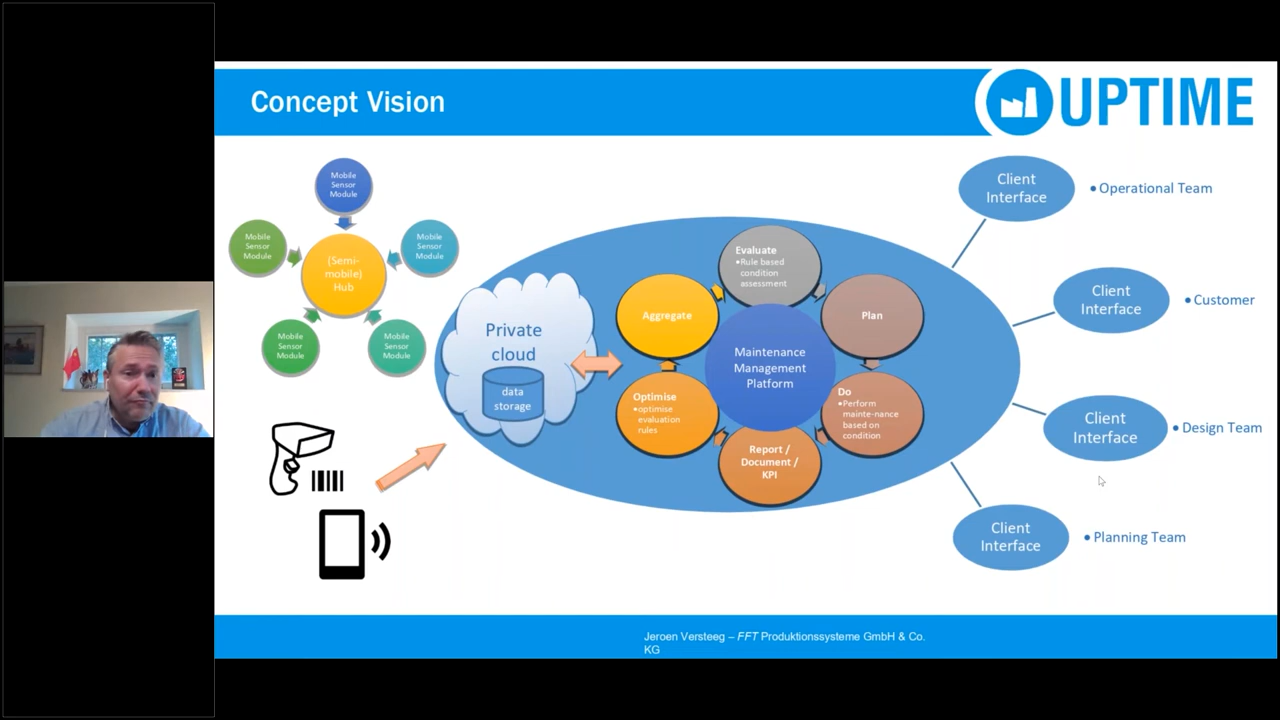 Concept Vision
UPTIME
Mobile
Sensor
Module
Mobile
Sensor
Module
Mobile
Sensor
Module
(Semi-
mobile)
Hub
Mobile
Sensor
Module
Mobile
Sensor
Module
Private
cloud
data
storage
Evaluate
•Rule based
condition
assessment
Aggregate
Plan
Maintenance
Management
Platform
Optimise
•optimise
evaluation
rules
Do
•Perform
mainte-nance
based on
condition
Report /
Document /
KPI
Client
Interface
• Operational Team
Client
Interface
• Customer
Client
Interface
• Design Team
Client
Interface
• Planning Team
Jeroen Versteeg – FFT Produktionssysteme GmbH & Co.
KG